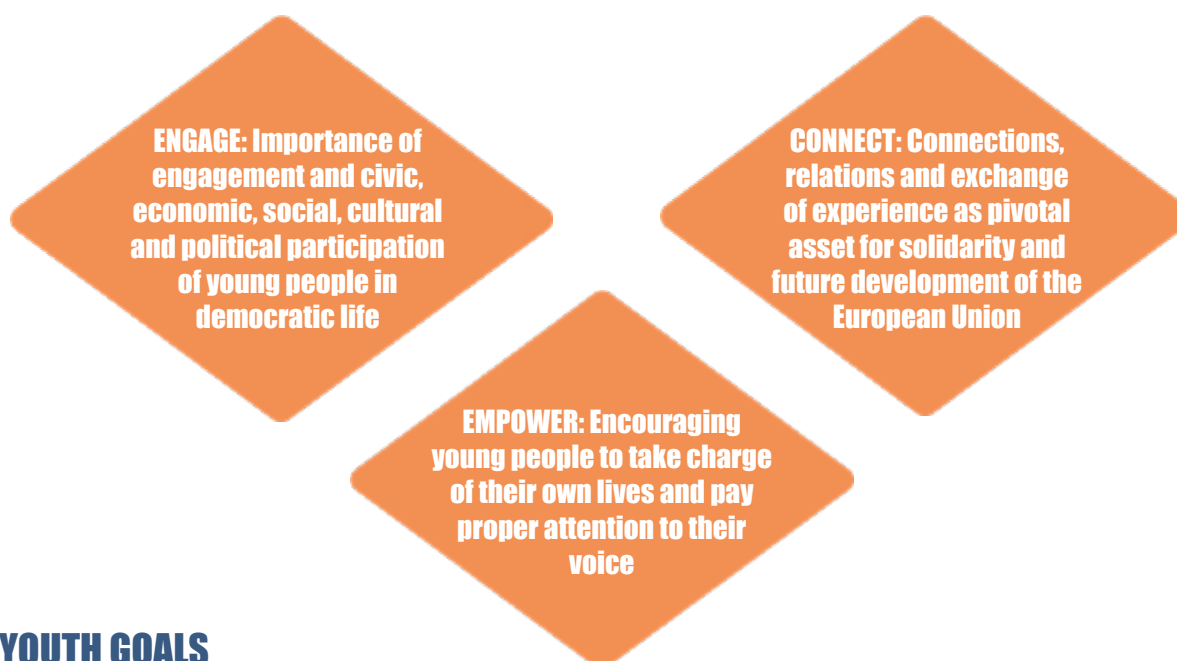 ENGAGE: Importance of
engagement and civic,
economic, social, cultural
and political participation
of young people in
democratic life
CONNECT: Connections,
relations and exchange
of experience as pivotal
asset for solidarity and
future development of the
European Union
EMPOWER: Encouraging
young people to take charge
of their own lives and pay
proper attention to their
voice
YOUTH GOALS